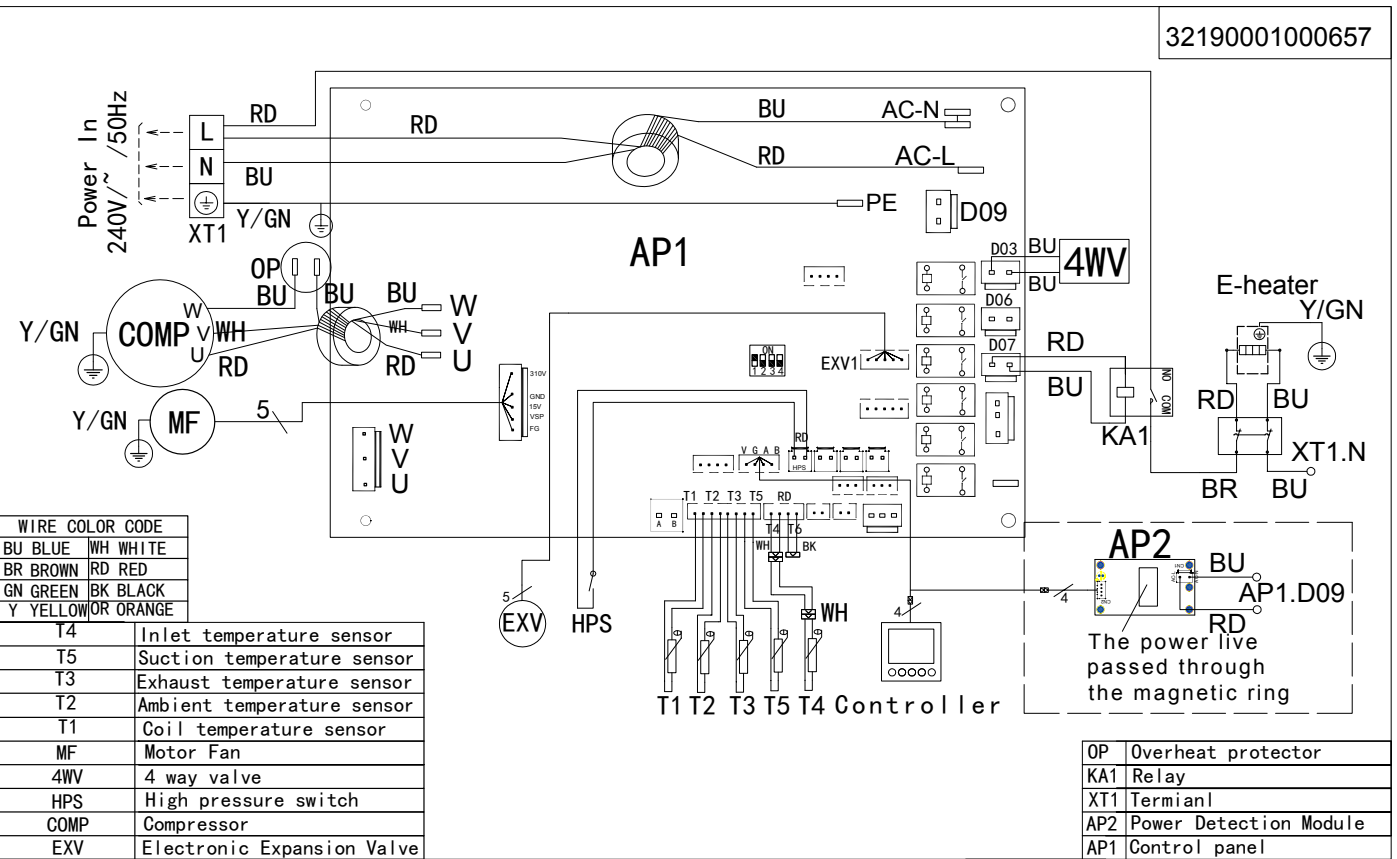 32190001000657
Power In
240V/~ /50Hz
L
N
XT1
RD
BU
Y/GN
RD
BU
AC-N
RD
AC-L
PE
D09
AP1
D03
BU
BU
4WV
D06
D07
RD
BU
NO
COM
KA1
E-heater
Y/GN
RD
BU
XT1.N
BR
BU
OP
BU
BU
BU
W
WH
V
RD
U
Y/GN
COMP
W
V
U
WH
RD
Y/GN
MF
5
310V
GND
15V
VSP
FG
W
V
U
ON
1 2 3 4
EXV1
V G A B
RD
HPS
A B
T1 T2 T3 T5 RD
T4 T6
WH
BK
WH
5
EXV
HPS
4
4
T1 T2 T3 T5 T4 Controller
AP2
CN1
CN2
BU
AP1.D09
RD
The power live
passed through
the magnetic ring
WIRE COLOR CODE
BU BLUE WH WHITE
BR BROWN RD RED
GN GREEN BK BLACK
Y YELLOW OR ORANGE
T4 Inlet temperature sensor
T5 Suction temperature sensor
T3 Exhaust temperature sensor
T2 Ambient temperature sensor
T1 Coil temperature sensor
MF Motor Fan
4WV 4 way valve
HPS High pressure switch
COMP Compressor
EXV Electronic Expansion Valve
OP Overheat protector
KA1 Relay
XT1 Termianl
AP2 Power Detection Module
AP1 Control panel